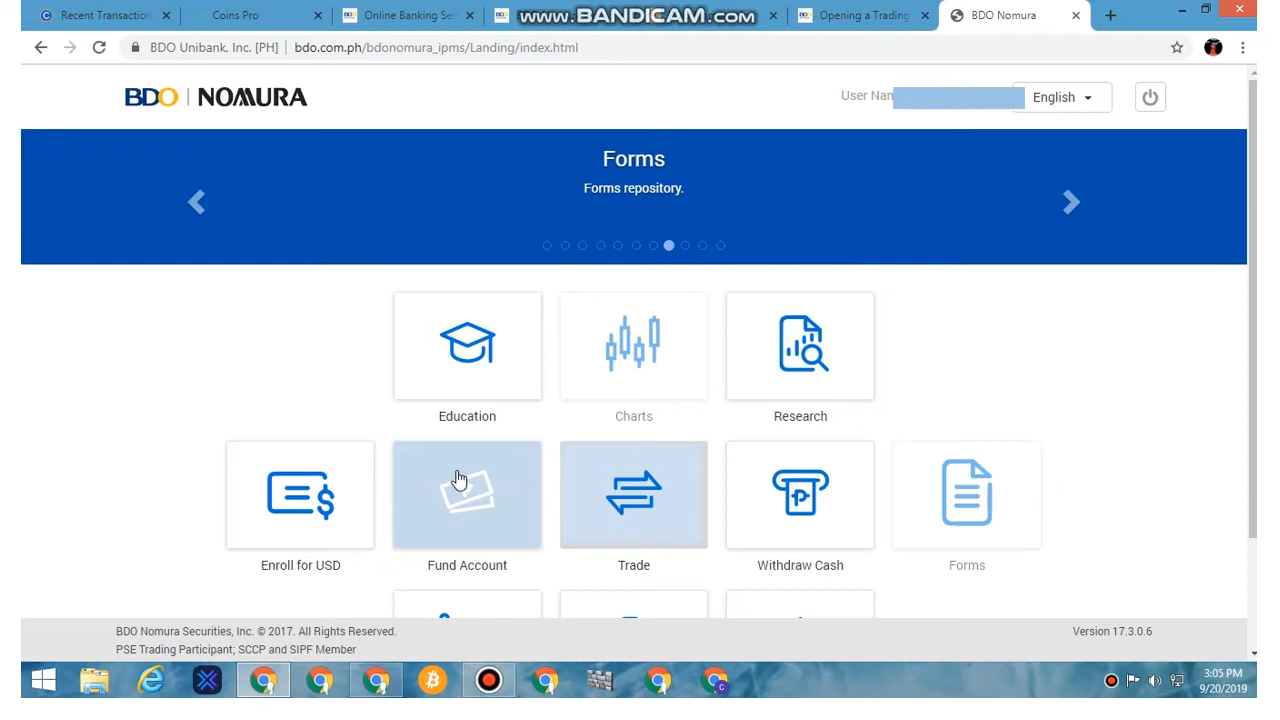 Recent Transaction
Coins Pro
Online Banking Ser
www.BANDICAM.com
Opening a Trading
BDO Nomura
BDO Unibank, Inc. [PH] | bdo.com.ph/bdonomura_ipms/Landing/index.html
BDO | NOMURA
User Nam
English
Forms
Forms repository.
Education
Charts
Research
Enroll for USD
Fund Account
Trade
Withdraw Cash
Forms
BDO Nomura Securities, Inc. © 2017. All Rights Reserved.
Version 17.3.0.6
PSE Trading Participant; SCCP and SIPF Member
3:05 PM
9/20/2019